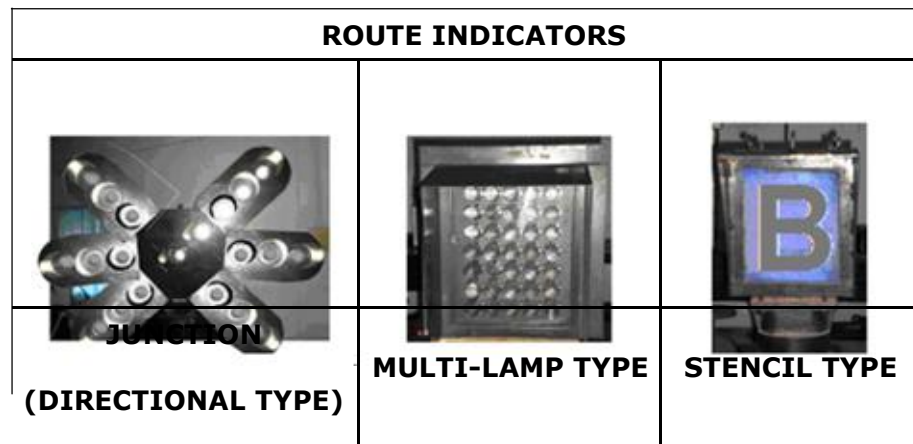 ROUTE INDICATORS
B
JUNCTION
(DIRECTIONAL TYPE)
MULTI-LAMP TYPE
STENCIL TYPE